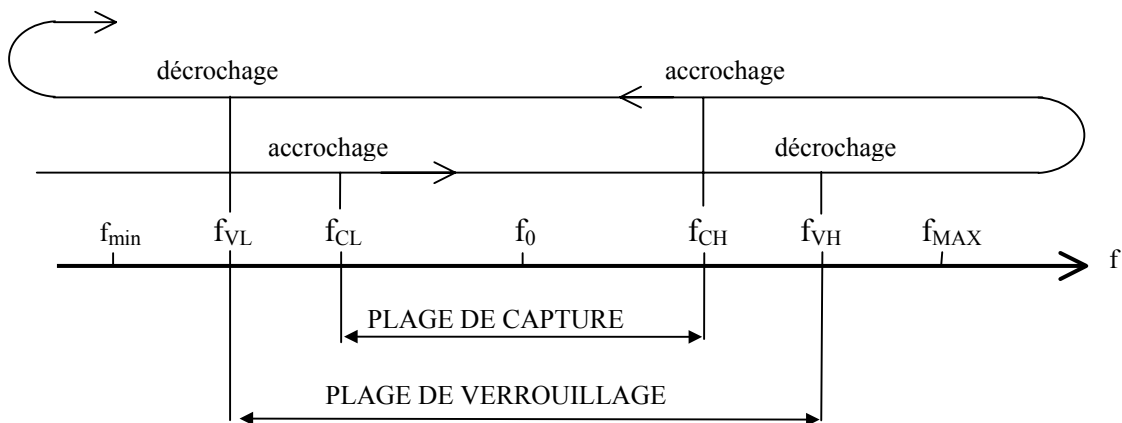 décrochage accrochage
accrochage décrochage
f_min f_VL f_CL f_0 f_CH f_VH f_MAX
f
PLAGE DE CAPTURE
PLAGE DE VERROUILLAGE